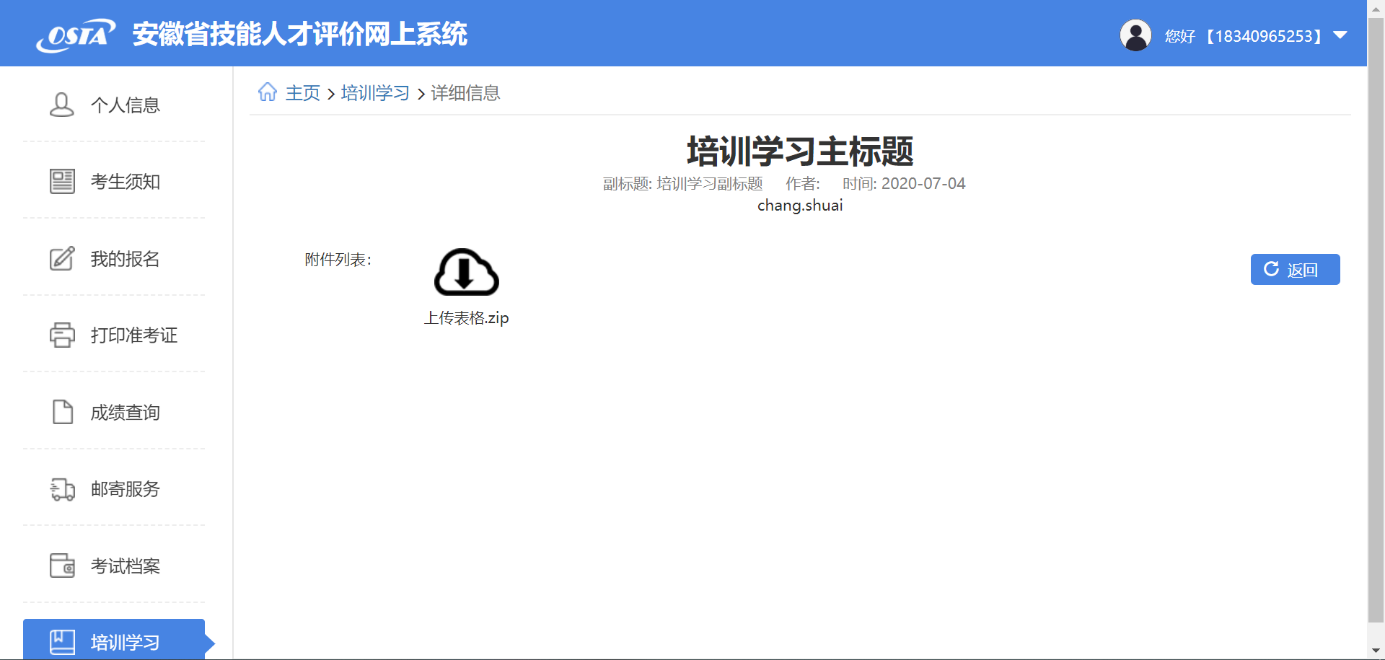 OSTA 安徽省技能人才评价网上系统
您好 【18340965253】
个人信息
考生须知
我的报名
打印准考证
成绩查询
邮寄服务
考试档案
培训学习
主页 > 培训学习 > 详细信息
培训学习主标题
副标题: 培训学习副标题 作者: 时间: 2020-07-04
chang.shuai
附件列表：
上传表格.zip
返回